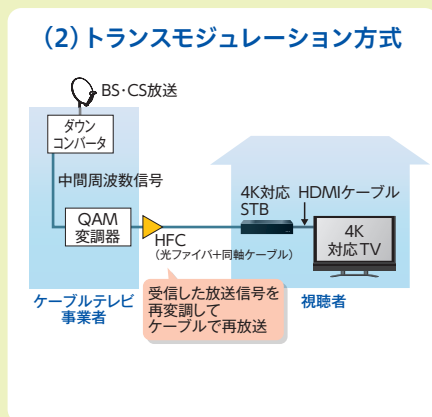 (2)トランスモジュレーション方式
BS・CS放送
ダウン
コンバータ
中間周波数信号
QAM
変調器
HFC
(光ファイバ+同軸ケーブル)
4K対応
STB
HDMIケーブル
4K
対応TV
受信した放送信号を
再変調して
ケーブルで再放送
ケーブルテレビ
事業者
視聴者